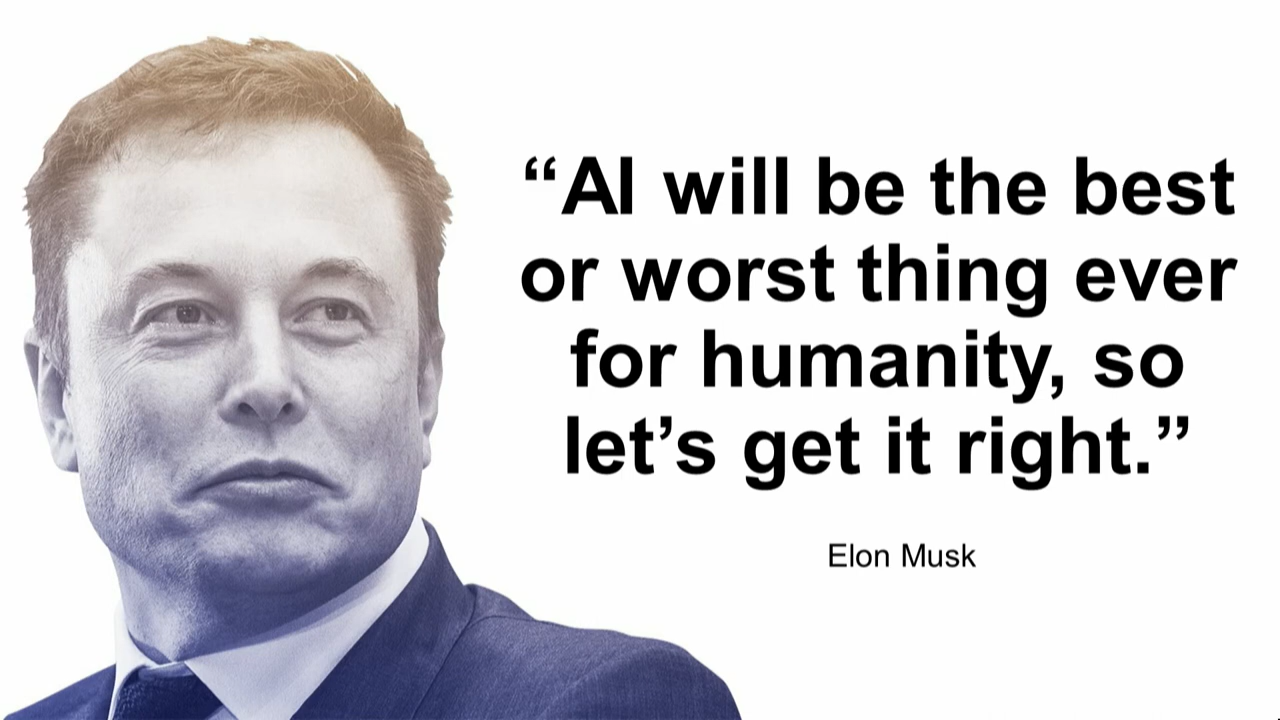 “AI will be the best
or worst thing ever
for humanity, so
let’s get it right.”
Elon Musk